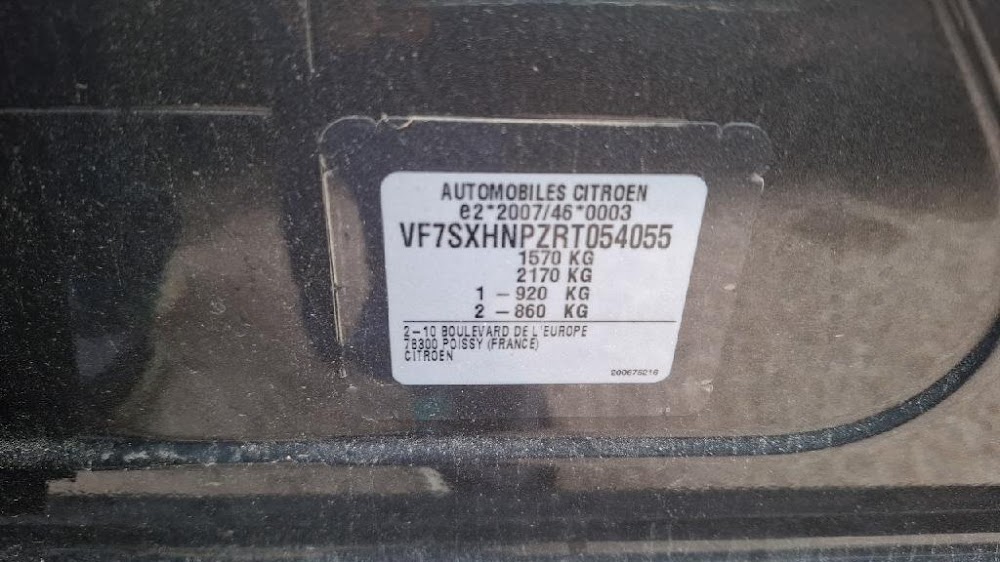 AUTOMOBILES CITROEN
e2*2007/46*0003
VF7SXHNPZRT054055
1570 KG
2170 KG
1 – 920 KG
2 – 860 KG
2–10 BOULEVARD DE L'EUROPE
78300 POISSY (FRANCE)
CITROEN